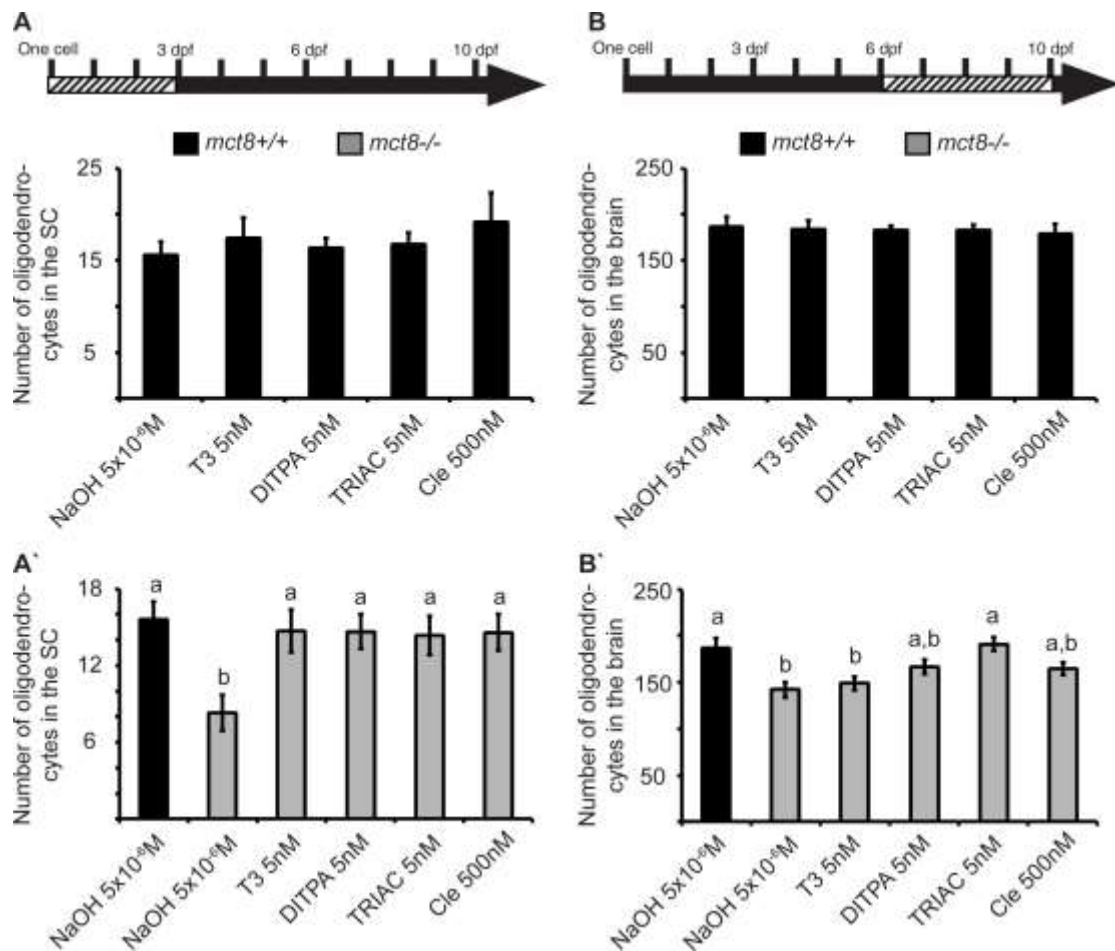 A
One cell 3 dpf 6 dpf 10 dpf
mct8+/+ mct8-/-
Number of oligodendro-
cytes in the SC
25
15
5
NaOH 5x10⁻⁶M
T3 5nM
DITPA 5nM
TRIAC 5nM
Cle 500nM
B
One cell 3 dpf 6 dpf 10 dpf
mct8+/+ mct8-/-
Number of oligodendro-
cytes in the brain
250
150
50
NaOH 5x10⁻⁶M
T3 5nM
DITPA 5nM
TRIAC 5nM
Cle 500nM
A`
Number of oligodendro-
cytes in the SC
18
12
6
a
b
a
a
a
a
NaOH 5x10⁻⁶M
NaOH 5x10⁻⁶M
T3 5nM
DITPA 5nM
TRIAC 5nM
Cle 500nM
B`
Number of oligodendro-
cytes in the brain
250
150
50
a
b
b
a,b
a
a,b
NaOH 5x10⁻⁶M
NaOH 5x10⁻⁶M
T3 5nM
DITPA 5nM
TRIAC 5nM
Cle 500nM